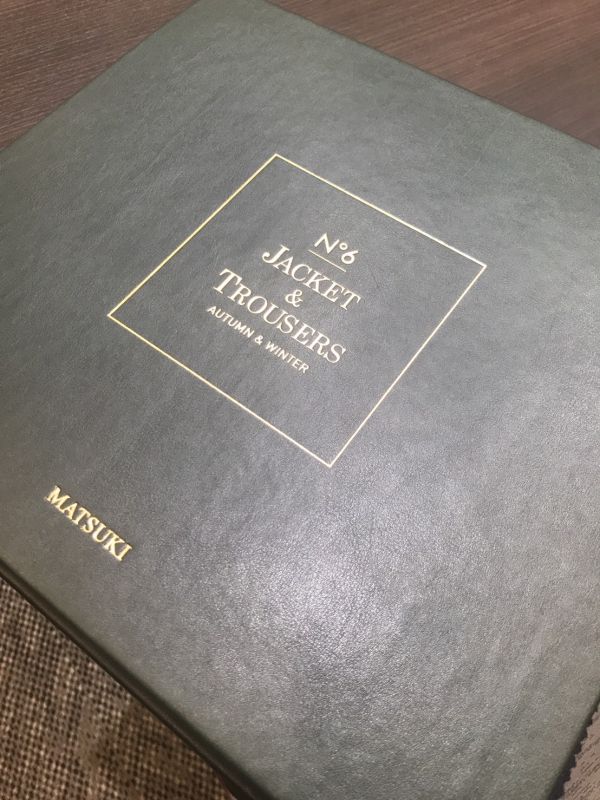 N°6
JACKET
&
TROUSERS
AUTUMN & WINTER
MATSUKI